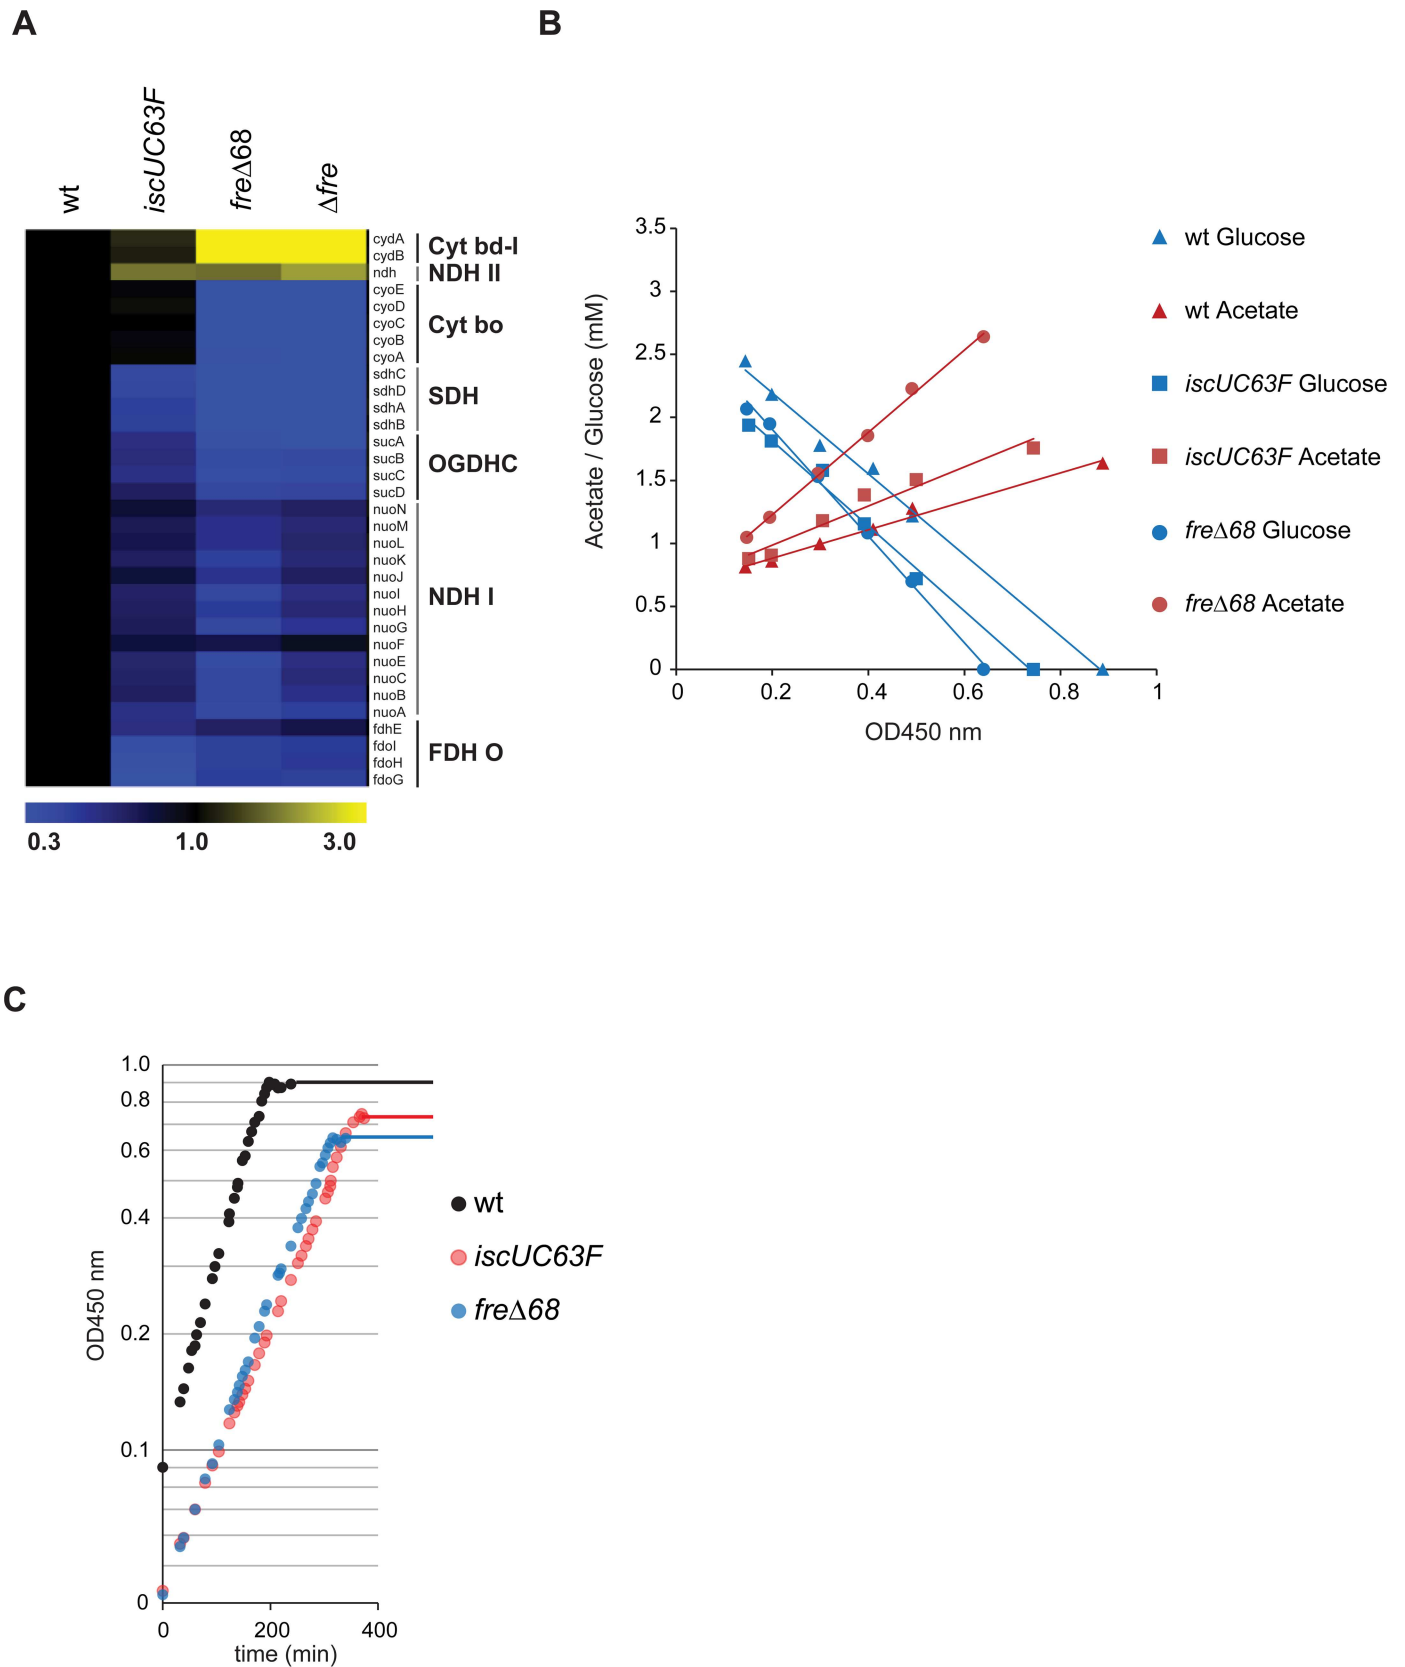 A
wt
iscUC63F
freΔ68
Δfre
cydA
cydB
Cyt bd-I
ndh
NDH II
cyoE
cyoD
cyoC
cyoB
cyoA
Cyt bo
sdhC
sdhD
sdhA
sdhB
SDH
sucA
sucB
sucC
sucD
OGDHC
nuoN
nuoM
nuoL
nuoK
nuoJ
nuoI
nuoH
nuoG
nuoF
nuoE
nuoC
nuoB
nuoA
NDH I
fdhE
fdoI
fdoH
fdoG
FDH O
0.3 1.0 3.0
B
Acetate / Glucose (mM)
3.5
3
2.5
2
1.5
1
0.5
0
0 0.2 0.4 0.6 0.8 1
OD450 nm
wt Glucose
wt Acetate
iscUC63F Glucose
iscUC63F Acetate
freΔ68 Glucose
freΔ68 Acetate
C
OD450 nm
1.0
0.8
0.6
0.4
0.2
0.1
0
0 200 400
time (min)
wt
iscUC63F
freΔ68